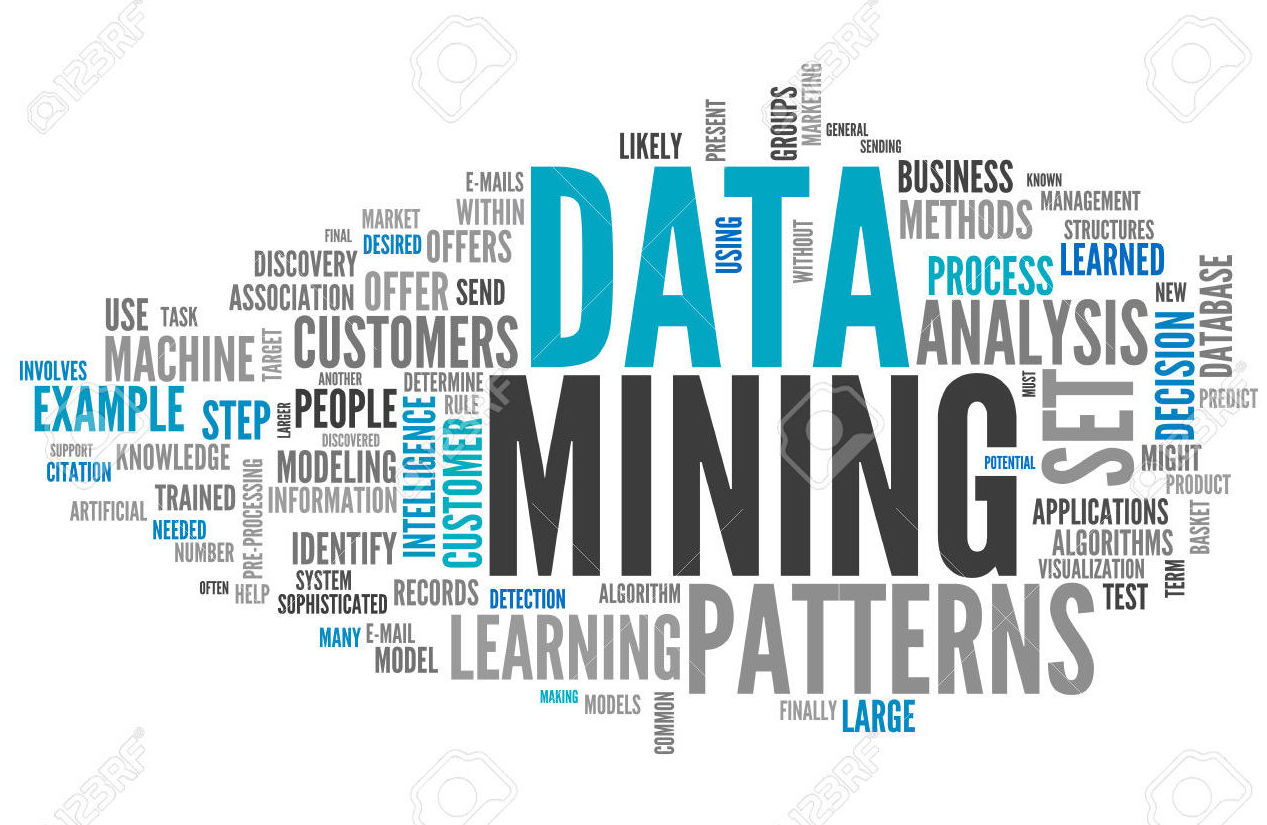 123RF
123RF
LIKELY
PRESENT
GROUPS
MARKETING
GENERAL
SENDING
E-MAILS
WITHIN
DATA
USING
WITHOUT
BUSINESS
KNOWN
METHODS
MANAGEMENT
STRUCTURES
MARKET
FINAL
DESIRED
OFFERS
DISCOVERY
ASSOCIATION
OFFER
SEND
PROCESS
LEARNED
NEW
DATABASE
USE
TASK
MACHINE
TARGET
CUSTOMERS
ANALYSIS
DECISION
INVOLVES
EXAMPLE
STEP
LARGER
ANOTHER
PEOPLE
DISCOVERED
DETERMINE
RULE
INTELLIGENCE
CUSTOMER
MINING
MUST
SET
PREDICT
SUPPORT
CITATION
KNOWLEDGE
MODELING
INFORMATION
POTENTIAL
MIGHT
PRODUCT
ARTIFICIAL
TRAINED
PRE-PROCESSING
NEEDED
NUMBER
IDENTIFY
APPLICATIONS
ALGORITHMS
BASKET
VISUALIZATION
TERM
TEST
OFTEN
HELP
SYSTEM
SOPHISTICATED
RECORDS
DETECTION
ALGORITHM
MANY
E-MAIL
MODEL
LEARNING
PATTERNS
MAKING
MODELS
COMMON
FINALLY
LARGE
123RF
123RF